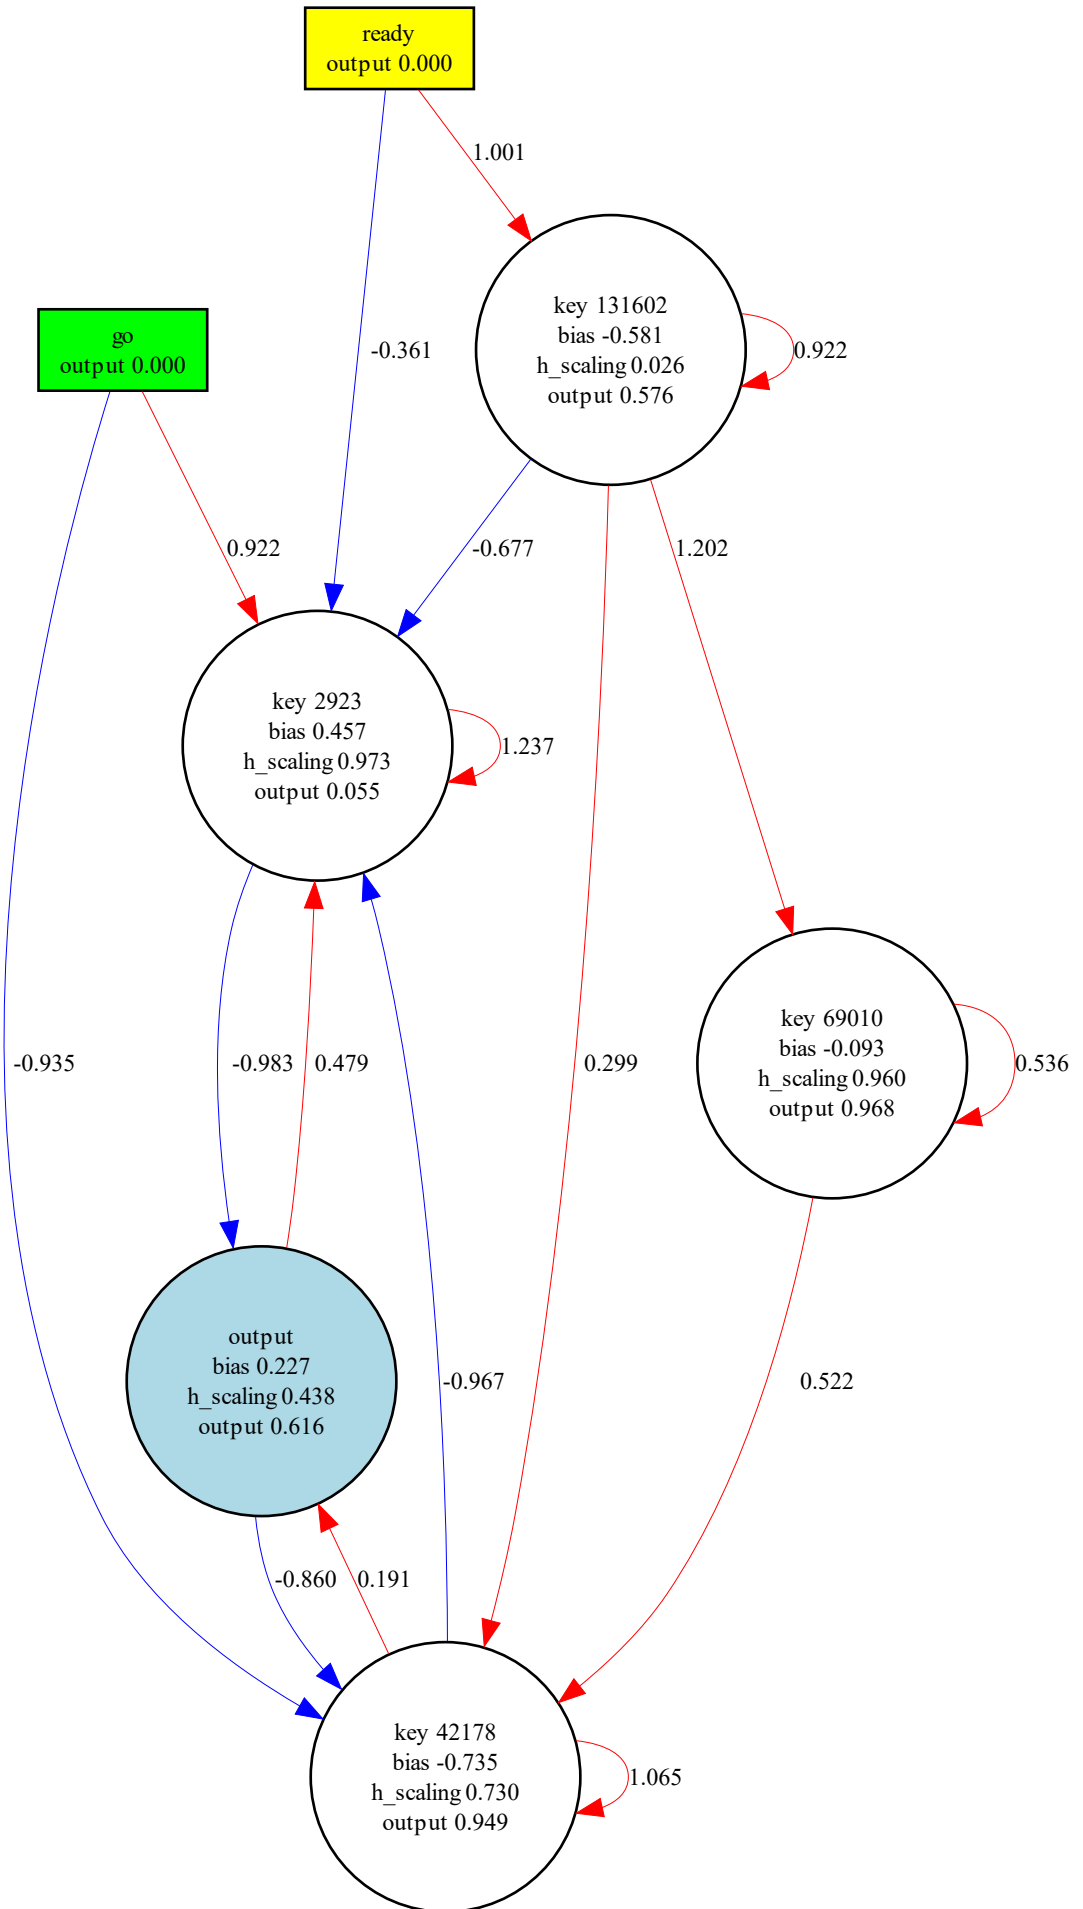 ready
output 0.000
1.001
key 131602
bias -0.581
h_scaling 0.026
output 0.576
0.922
go
output 0.000
-0.361
0.922
-0.677
1.202
key 2923
bias 0.457
h_scaling 0.973
output 0.055
1.237
key 69010
bias -0.093
h_scaling 0.960
output 0.968
0.536
-0.935
-0.983
0.479
0.299
output
bias 0.227
h_scaling 0.438
output 0.616
-0.967
0.522
-0.860
0.191
key 42178
bias -0.735
h_scaling 0.730
output 0.949
1.065